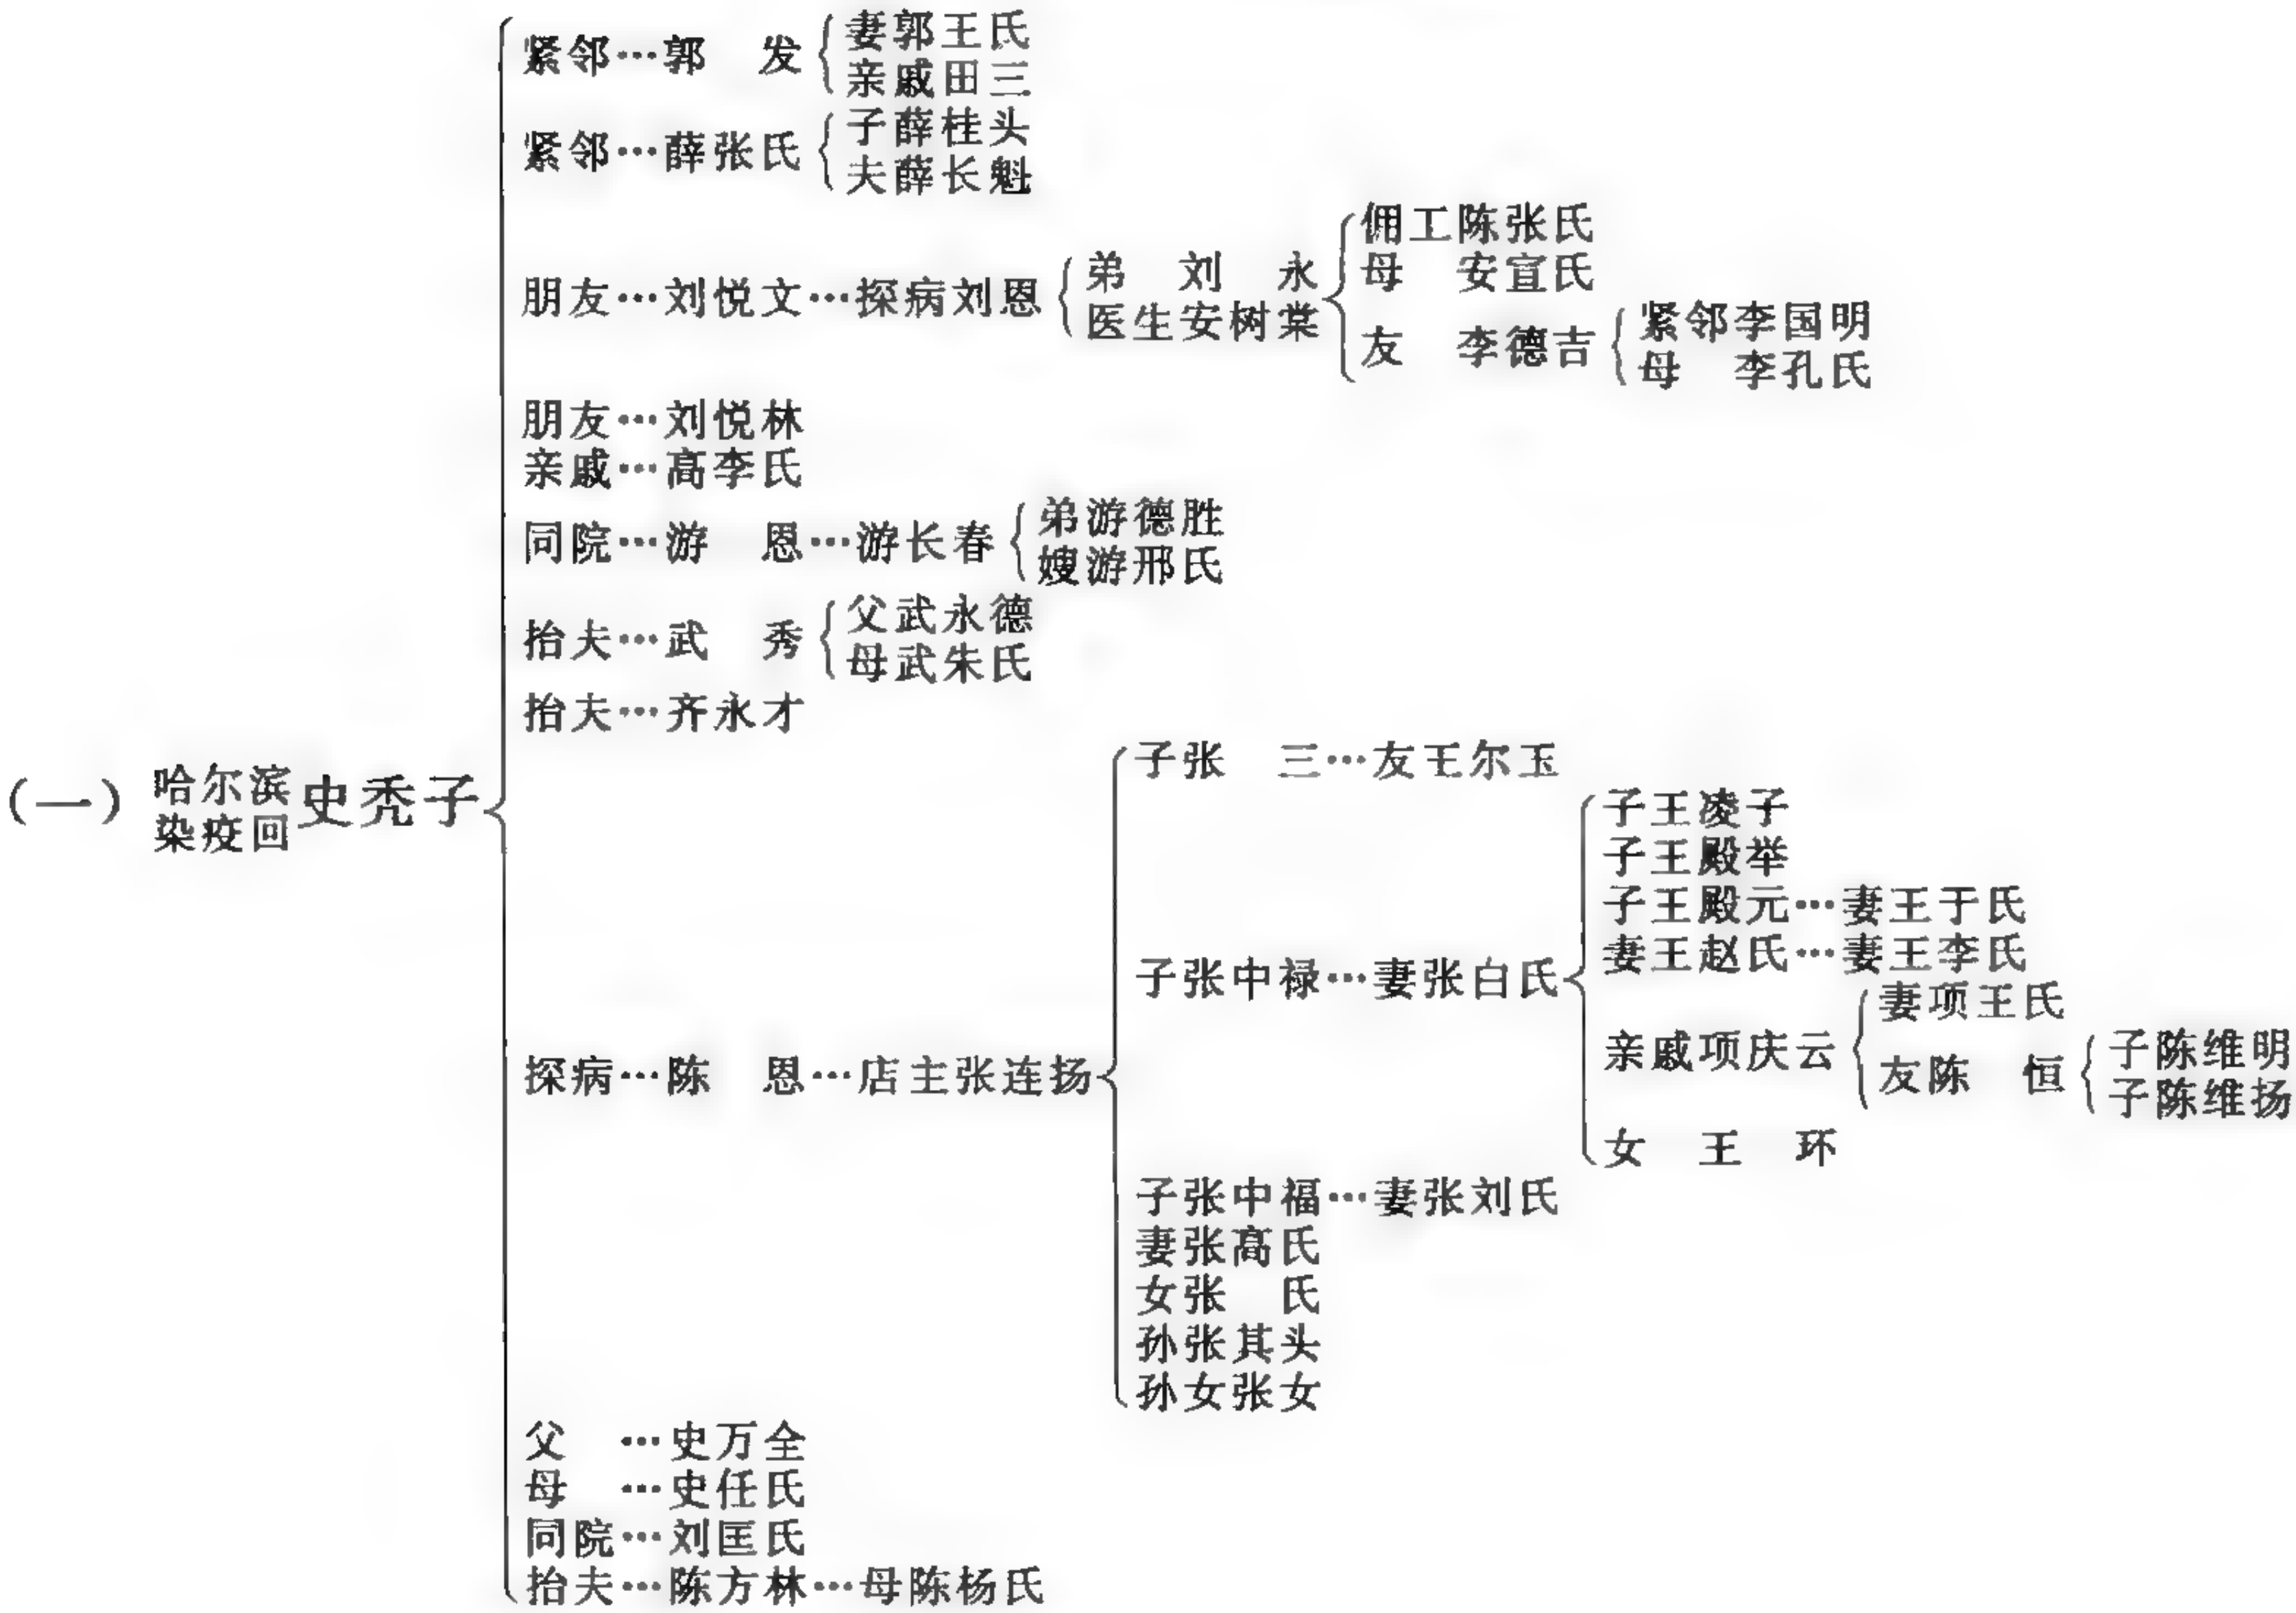 紧邻…郭 发 妻郭王氏
亲戚田三
紧邻…薛张氏 子薛桂头
夫薛长魁
朋友…刘悦文…探病刘恩 弟 刘 永
医生安树棠
佣工陈张氏
母 安宣氏
友 李德吉 紧邻李国明
母 李孔氏
朋友…刘悦林
亲戚…高李氏
同院…游 恩…游长春 弟游德胜
嫂游邢氏
抬夫…武 秀 父武永德
母武朱氏
抬夫…齐永才
(一) 哈尔滨
染疫回
史秃子
探病…陈 恩…店主张连扬
子张 三…友王尔玉
子张中禄…妻张白氏
子王凌子
子王殿举
子王殿元…妻王于氏
妻王赵氏…妻王李氏
亲戚项庆云 妻项王氏
友陈 恒 子陈维明
子陈维扬
女 王 环
子张中福…妻张刘氏
妻张高氏
女张 氏
孙张其头
孙女张女
父 …史万全
母 …史任氏
同院…刘匡氏
抬夫…陈方林…母陈杨氏